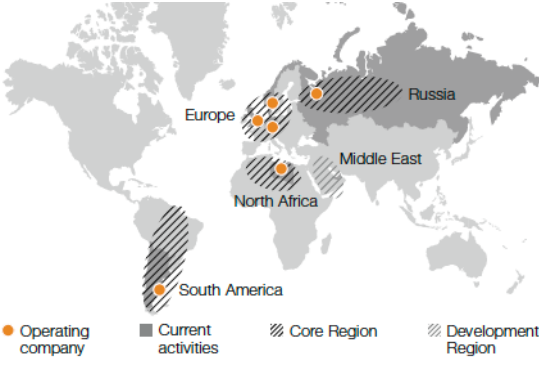 Russia
Europe
Middle East
North Africa
South America
Operating
company
Current
activities
Core Region
Development
Region